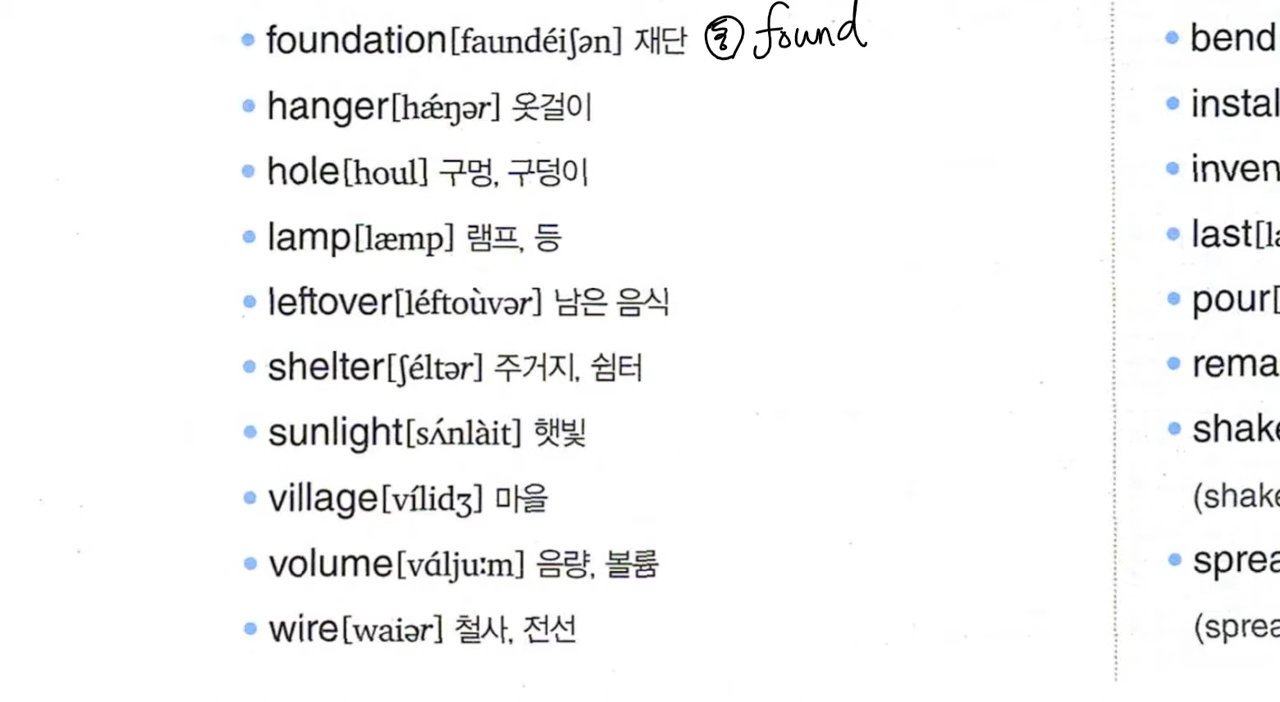 foundation[faundéiʃən] 재단 동 found
hanger[hǽŋər] 옷걸이
hole[houl] 구멍, 구덩이
lamp[læmp] 램프, 등
leftover[léftoùvər] 남은 음식
shelter[ʃéltər] 주거지, 쉼터
sunlight[sʌ́nlàit] 햇빛
village[vílidʒ] 마을
volume[válju:m] 음량, 볼륨
wire[waiər] 철사, 전선
bend
instal
inven
last[la
pour[
rema
shake
(shake
sprea
(sprea